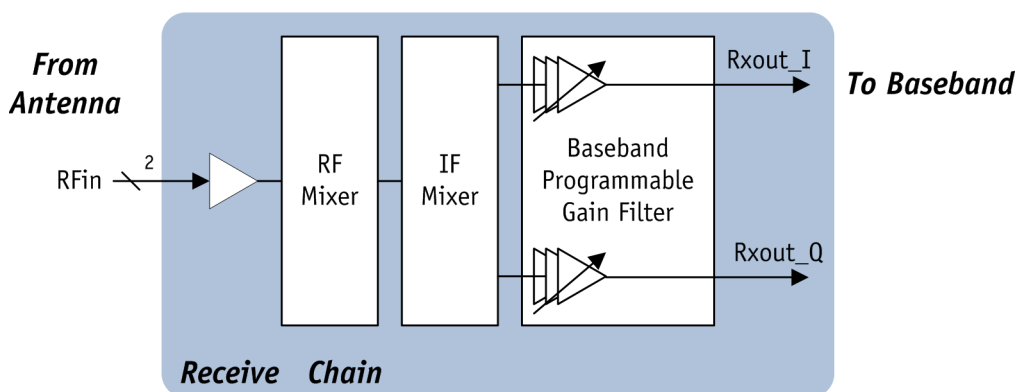 From
Antenna
RFin
2
RF
Mixer
IF
Mixer
Baseband
Programmable
Gain Filter
Rxout_I
Rxout_Q
To Baseband
Receive Chain